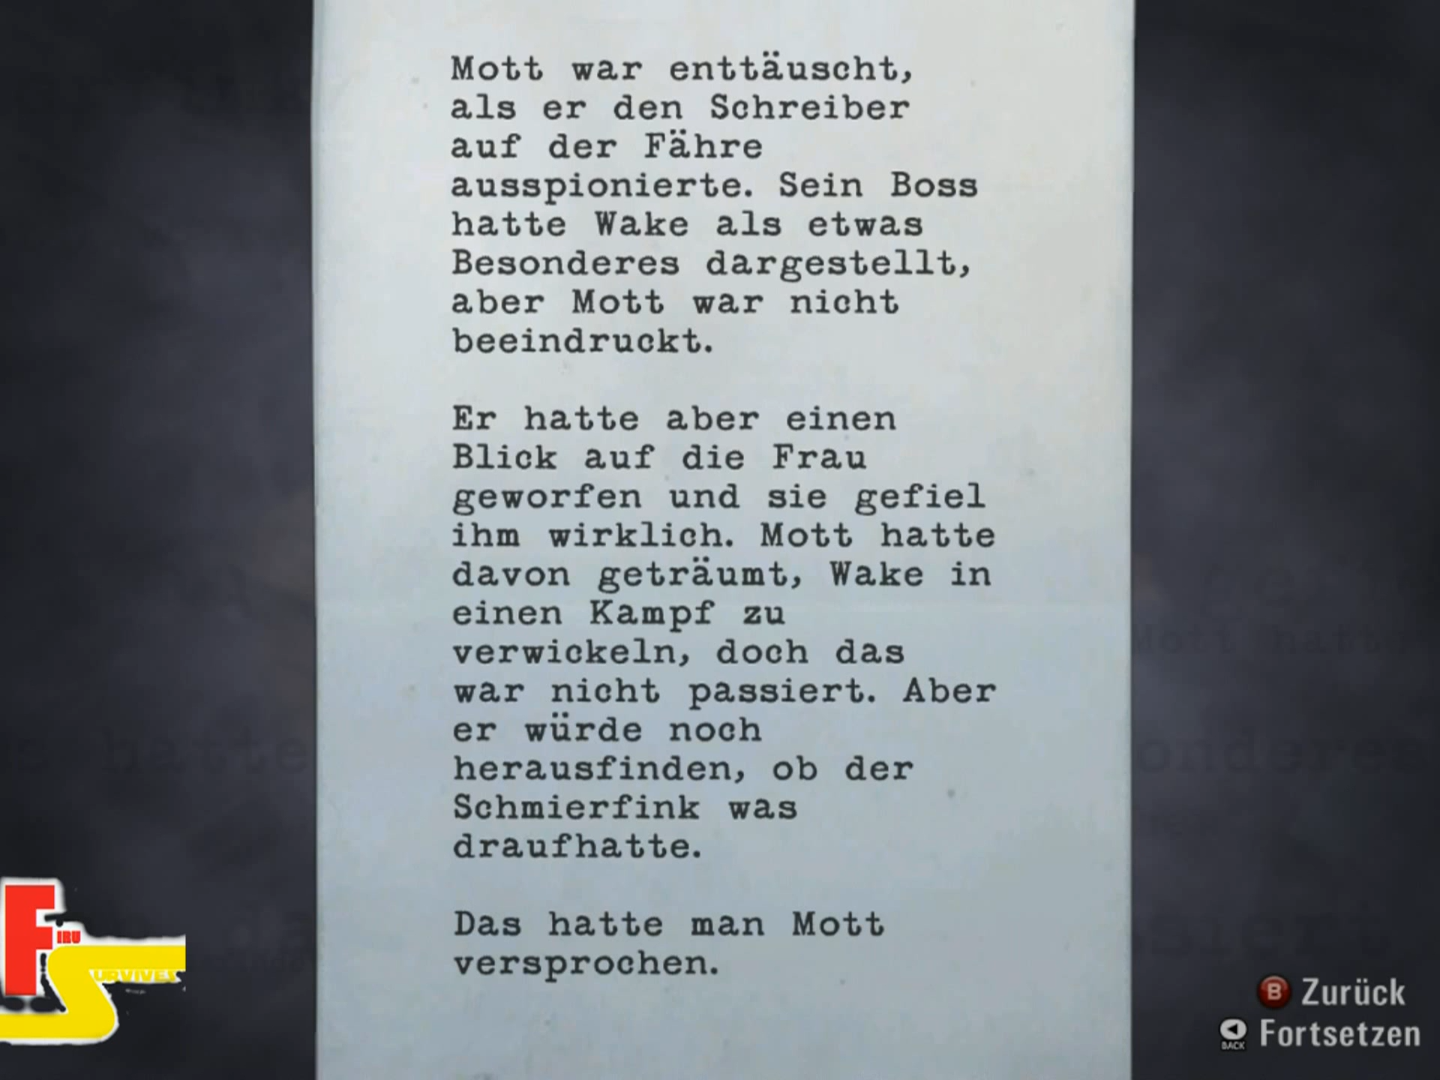 Mott war enttäuscht,
als er den Schreiber
auf der Fähre
ausspionierte. Sein Boss
hatte Wake als etwas
Besonderes dargestellt,
aber Mott war nicht
beeindruckt.
Er hatte aber einen
Blick auf die Frau
geworfen und sie gefiel
ihm wirklich. Mott hatte
davon geträumt, Wake in
einen Kampf zu
verwickeln, doch das
war nicht passiert. Aber
er würde noch
herausfinden, ob der
Schmierfink was
draufhatte.
Das hatte man Mott
versprochen.
FIRU
SURVIVES
B Zurück
BACK Fortsetzen